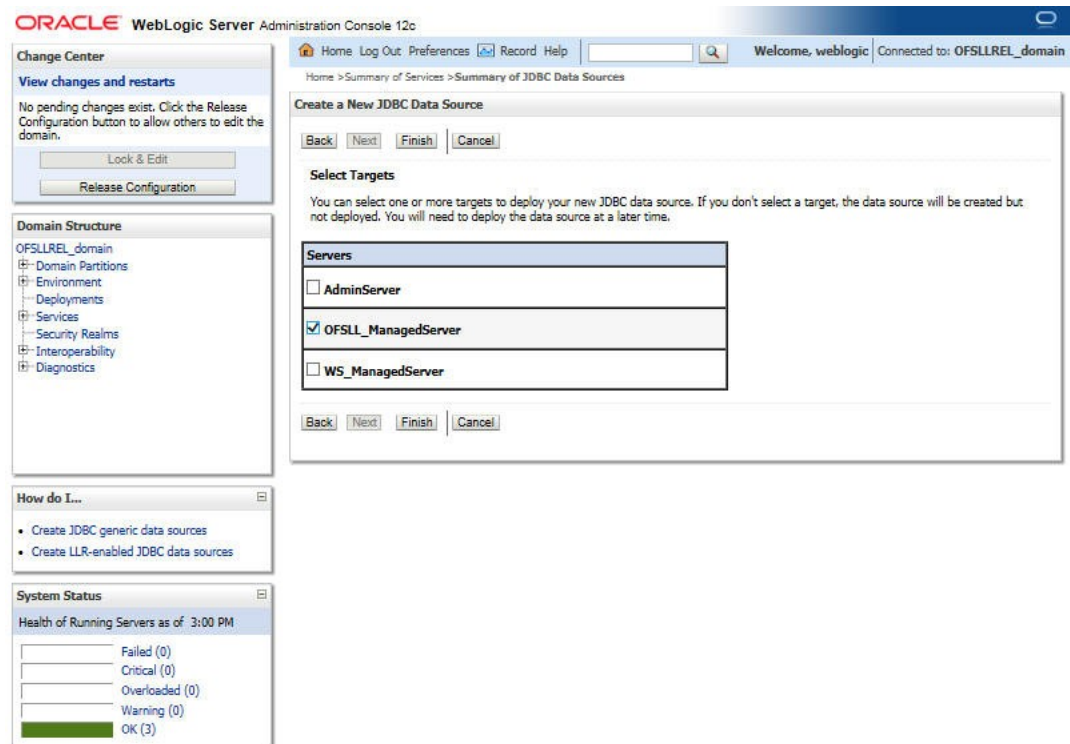 ORACLE WebLogic Server Administration Console 12c
Change Center
View changes and restarts
No pending changes exist. Click the Release
Configuration button to allow others to edit the
domain.
Lock & Edit
Release Configuration
Domain Structure
OFSLLREL_domain
Domain Partitions
Environment
Deployments
Services
Security Realms
Interoperability
Diagnostics
How do I...
Create JDBC generic data sources
Create LLR-enabled JDBC data sources
System Status
Health of Running Servers as of 3:00 PM
Failed (0)
Critical (0)
Overloaded (0)
Warning (0)
OK (3)
Home Log Out Preferences Record Help
Welcome, weblogic Connected to: OFSLLREL_domain
Home >Summary of Services >Summary of JDBC Data Sources
Create a New JDBC Data Source
Back Next Finish Cancel
Select Targets
You can select one or more targets to deploy your new JDBC data source. If you don't select a target, the data source will be created but
not deployed. You will need to deploy the data source at a later time.
Servers
AdminServer
OFSLL_ManagedServer
WS_ManagedServer
Back Next Finish Cancel